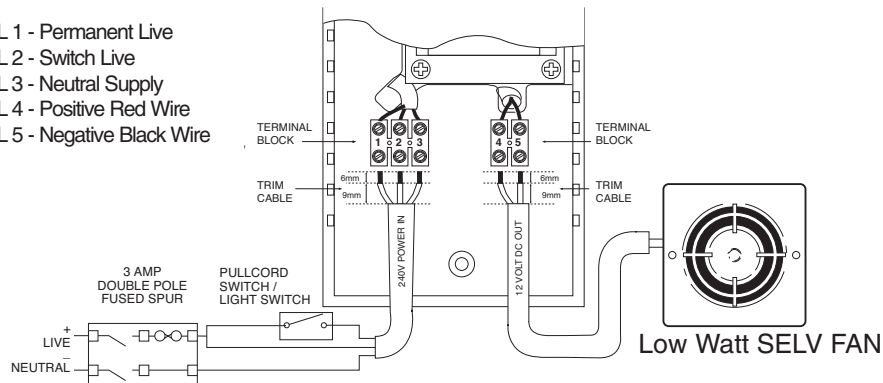 L 1 - Permanent Live
L 2 - Switch Live
L 3 - Neutral Supply
L 4 - Positive Red Wire
L 5 - Negative Black Wire
TERMINAL
BLOCK
1 2 3
4 5
TERMINAL
BLOCK
6mm
6mm
TRIM
CABLE
9mm
9mm
TRIM
CABLE
240V POWER IN
12 VOLT DC OUT
3 AMP
DOUBLE POLE
FUSED SPUR
PULLCORD
SWITCH /
LIGHT SWITCH
+
LIVE
–
NEUTRAL
Low Watt SELV FAN